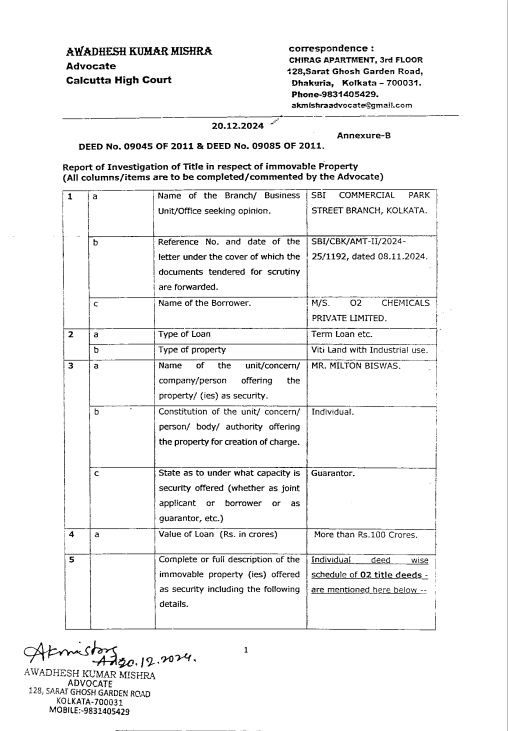 AWADHESH KUMAR MISHRA
Advocate
Calcutta High Court
correspondence :
CHIRAG APARTMENT, 3rd FLOOR
128,Sarat Ghosh Garden Road,
Dhakuria, Kolkata – 700031.
Phone-9831405429.
akmishraadvocate@gmail.com
20.12.2024
Annexure-B
DEED No. 09045 OF 2011 & DEED No. 09085 OF 2011.
Report of Investigation of Title in respect of immovable Property
(All columns/items are to be completed/commented by the Advocate)
1 a Name of the Branch/ Business SBI COMMERCIAL PARK
Unit/Office seeking opinion. STREET BRANCH, KOLKATA.
b Reference No. and date of the SBI/CBK/AMT-II/2024-
letter under the cover of which the 25/1192, dated 08.11.2024.
documents tendered for scrutiny
are forwarded.
c Name of the Borrower. M/S. O2 CHEMICALS
PRIVATE LIMITED.
2 a Type of Loan Term Loan etc.
b Type of property Viti Land with Industrial use.
3 a Name of the unit/concern/ MR. MILTON BISWAS.
company/person offering the
property/ (ies) as security.
b Constitution of the unit/ concern/ Individual.
person/ body/ authority offering
the property for creation of charge.
c State as to under what capacity is Guarantor.
security offered (whether as joint
applicant or borrower or as
guarantor, etc.)
4 a Value of Loan (Rs. in crores) More than Rs.100 Crores.
5 Complete or full description of the Individual deed wise
immovable property (ies) offered schedule of 02 title deeds -
as security including the following are mentioned here below --
details.
1
20.12.2024.
AWADHESH KUMAR MISHRA
ADVOCATE
128, SARAT GHOSH GARDEN ROAD
KOLKATA-700031
MOBILE:-9831405429